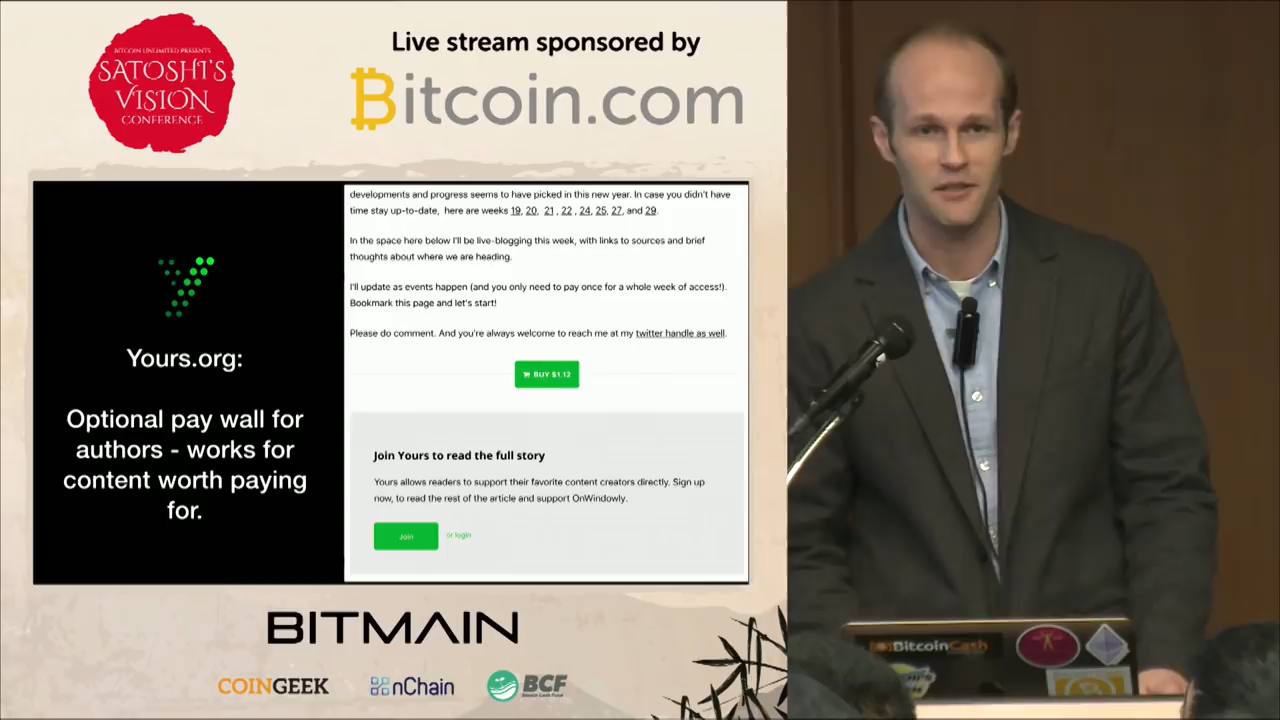 BITCOIN UNLIMITED PRESENTS
SATOSHI'S
VISION
CONFERENCE
Live stream sponsored by
Bitcoin.com
Yours.org:
Optional pay wall for
authors - works for
content worth paying
for.
developments and progress seems to have picked in this new year. In case you didn't have
time stay up-to-date, here are weeks 19, 20, 21 , 22 , 24, 25, 27, and 29.
In the space here below I'll be live-blogging this week, with links to sources and brief
thoughts about where we are heading.
I'll update as events happen (and you only need to pay once for a whole week of access!).
Bookmark this page and let's start!
Please do comment. And you're always welcome to reach me at my twitter handle as well.
BUY $1.12
Join Yours to read the full story
Yours allows readers to support their favorite content creators directly. Sign up
now, to read the rest of the article and support OnWindowly.
Join
or login
BITMAIN
COINGEEK
nChain
BCF
Bitcoin Cash Fund
BitcoinCash